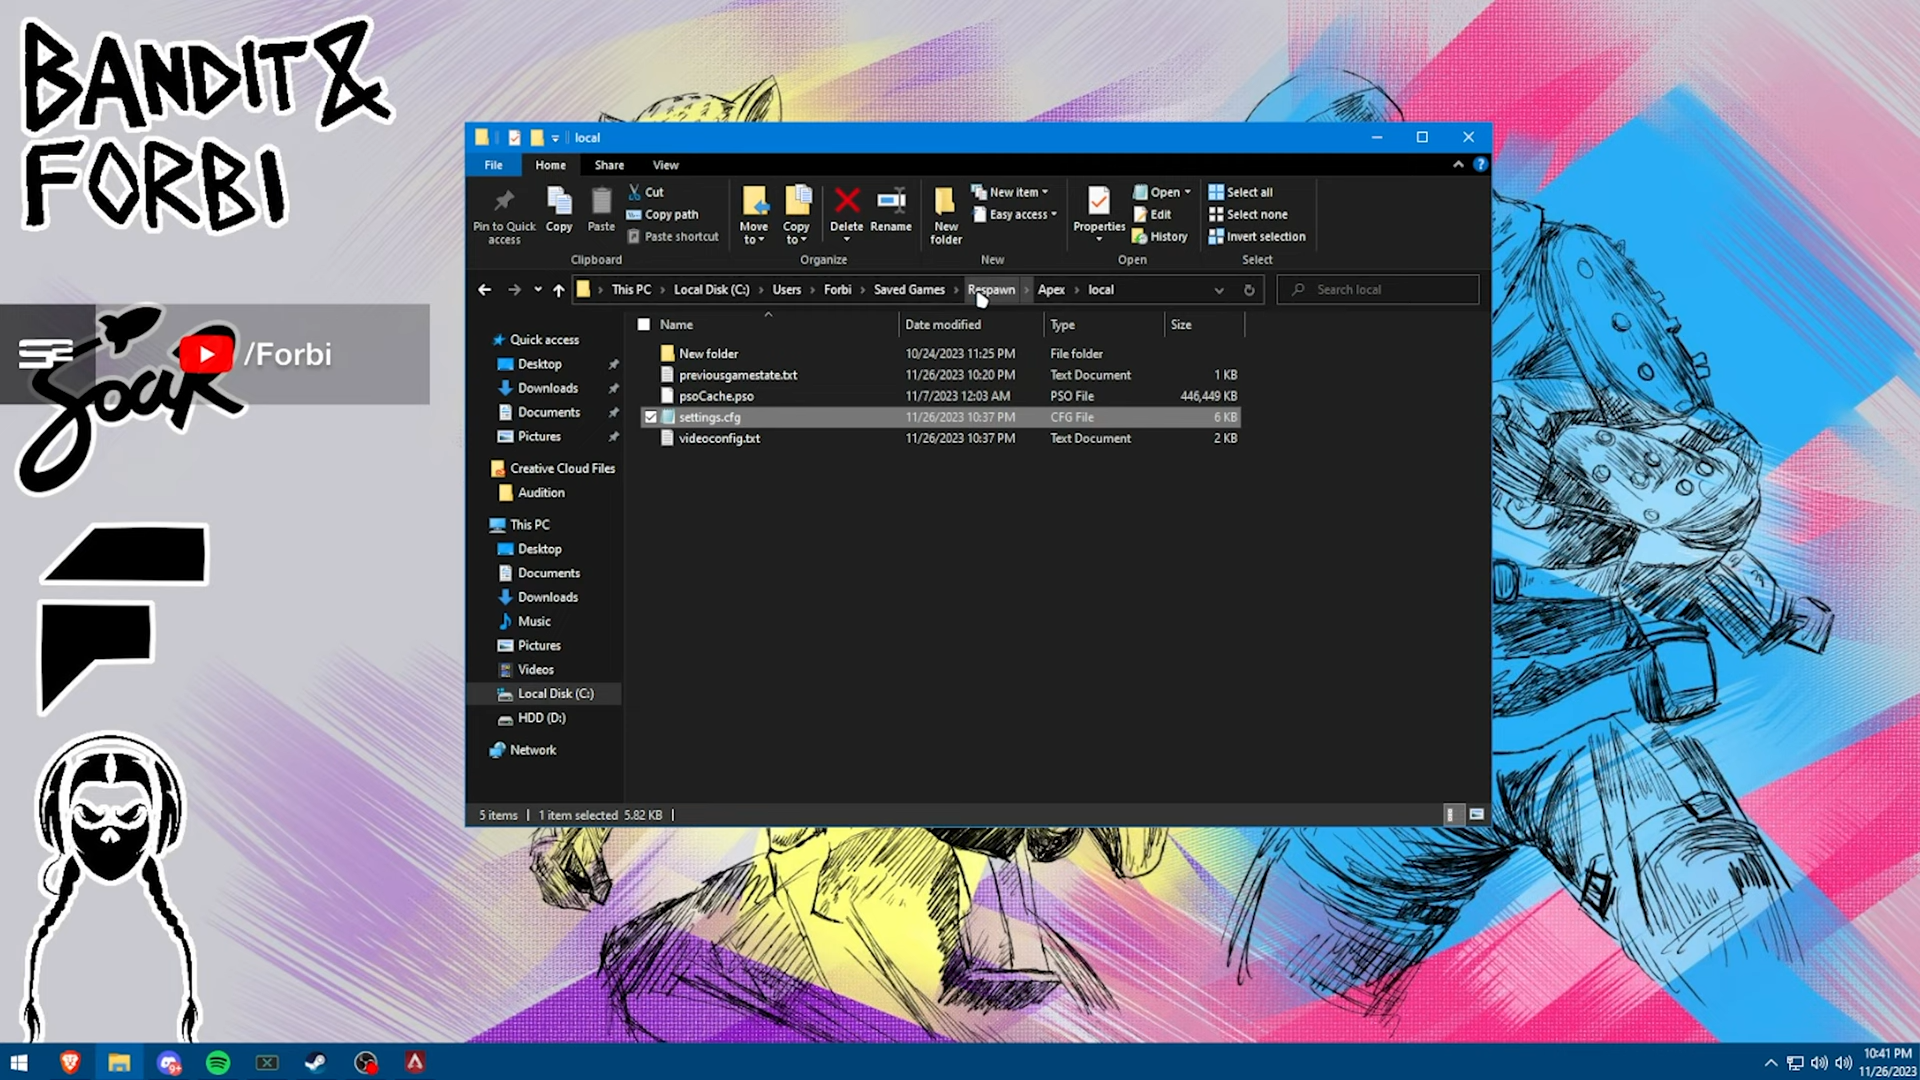 BANDIT&
FORBI
Soar
/Forbi
local
File Home Share View
Pin to Quick access
Copy
Paste
Cut
Copy path
Paste shortcut
Clipboard
Move to
Copy to
Delete
Rename
Organize
New folder
New item
Easy access
New
Properties
Open
Edit
History
Open
Select all
Select none
Invert selection
Select
This PC > Local Disk (C:) > Users > Forbi > Saved Games > Respawn > Apex > local
Search local
Name Date modified Type Size
New folder 10/24/2023 11:25 PM File folder
previousgamestate.txt 11/26/2023 10:20 PM Text Document 1 KB
psoCache.pso 11/7/2023 12:03 AM PSO File 446,449 KB
settings.cfg 11/26/2023 10:37 PM CFG File 6 KB
videoconfig.txt 11/26/2023 10:37 PM Text Document 2 KB
Quick access
Desktop
Downloads
Documents
Pictures
Creative Cloud Files
Audition
This PC
Desktop
Documents
Downloads
Music
Pictures
Videos
Local Disk (C:)
HDD (D:)
Network
5 items | 1 item selected 5.82 KB |
9+
10:41 PM
11/26/2023